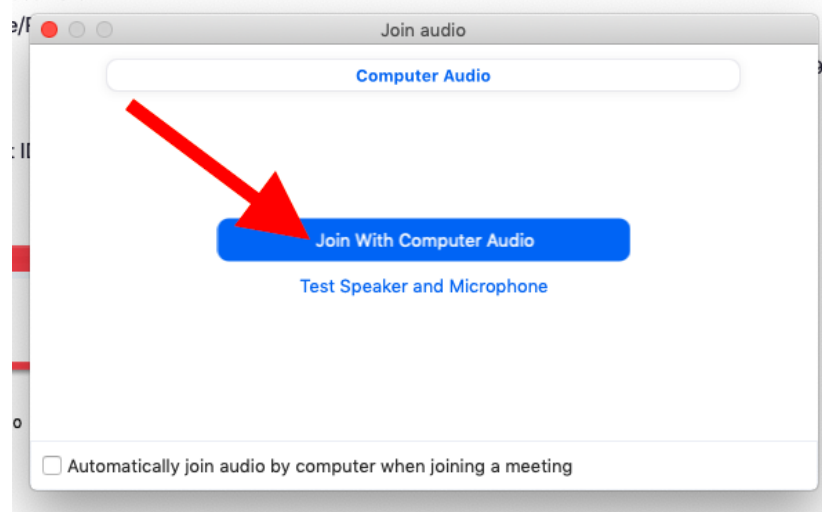 Join audio
Computer Audio
Join With Computer Audio
Test Speaker and Microphone
Automatically join audio by computer when joining a meeting